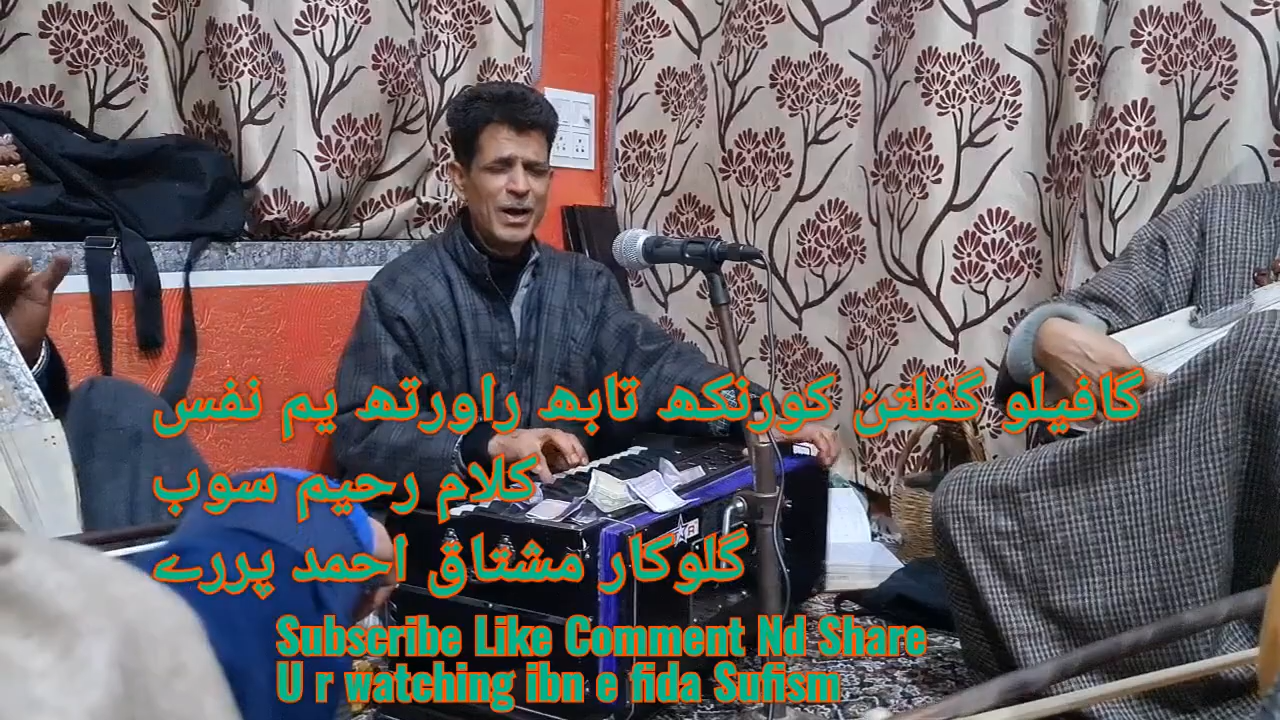 گافیلو گفلتن کورنکھ تابھ راورتھ یم نفس
کلام رحیم سوب
گلوکار مشتاق احمد پررے
Subscribe Like Comment Nd Share
U r watching ibn e fida Sufism